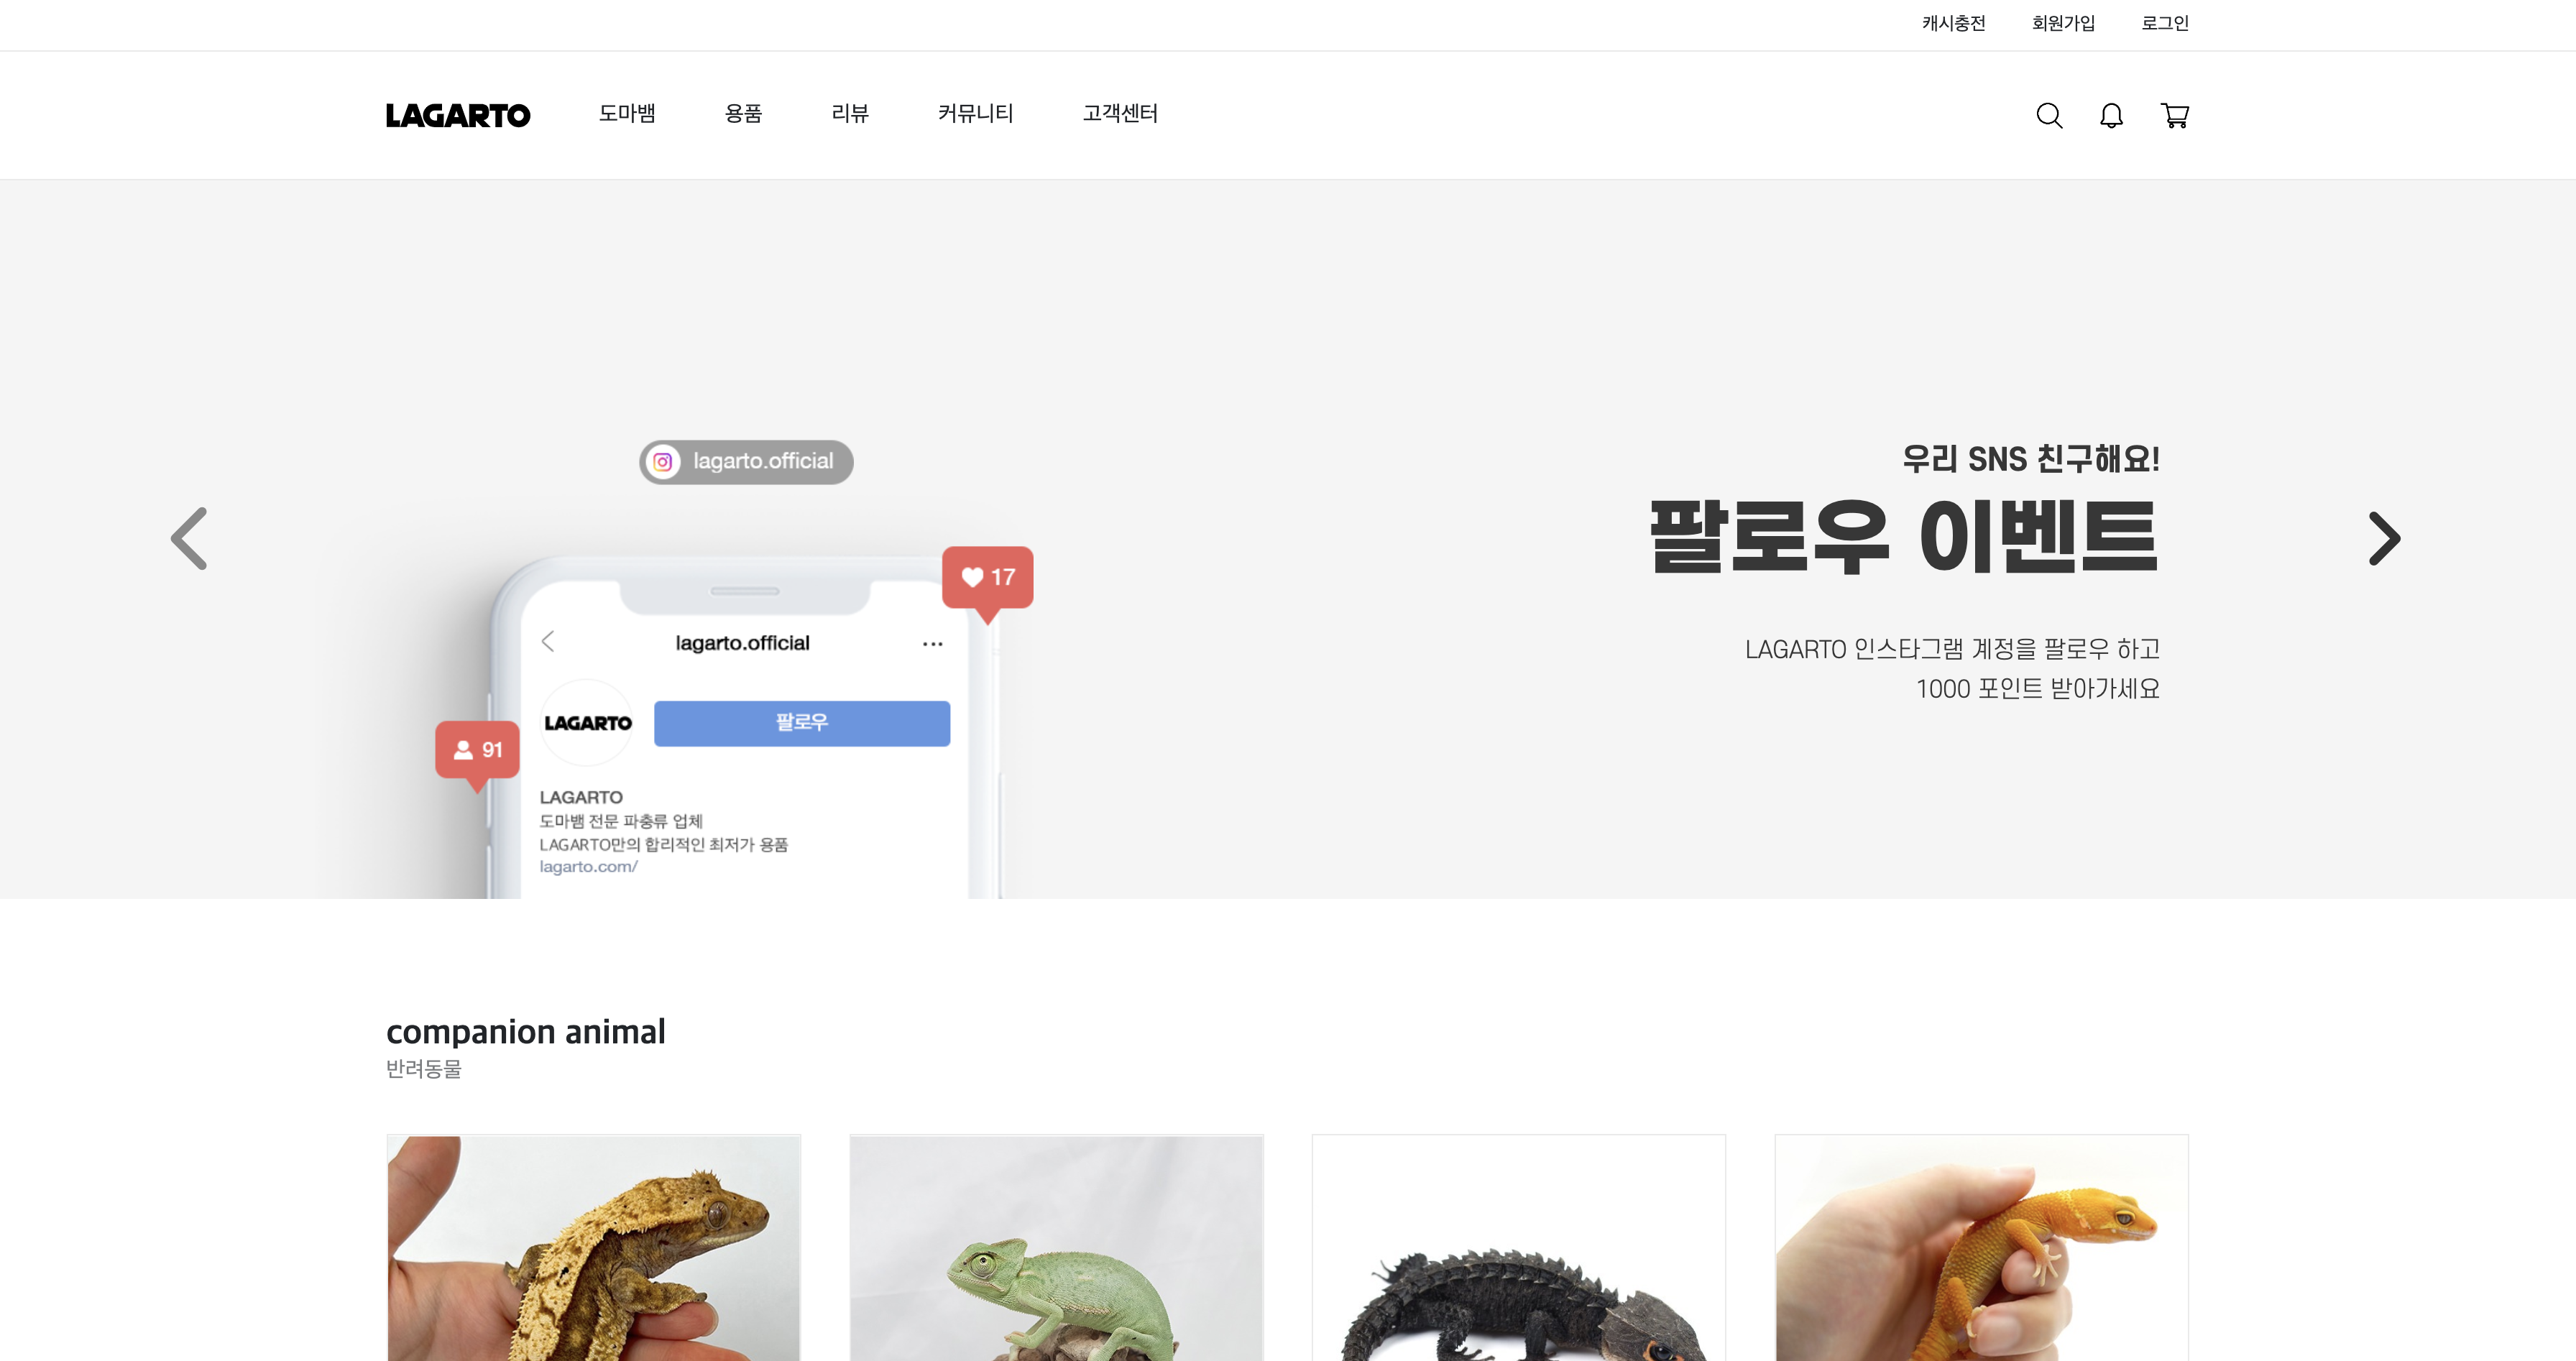 캐시충전 회원가입 로그인
LAGARTO 도마뱀 용품 리뷰 커뮤니티 고객센터
lagarto.official
17
lagarto.official
LAGARTO 팔로우
91
LAGARTO
도마뱀 전문 파충류 업체
LAGARTO만의 합리적인 최저가 용품
lagarto.com/
우리 SNS 친구해요!
팔로우 이벤트
LAGARTO 인스타그램 계정을 팔로우 하고
1000 포인트 받아가세요
companion animal
반려동물